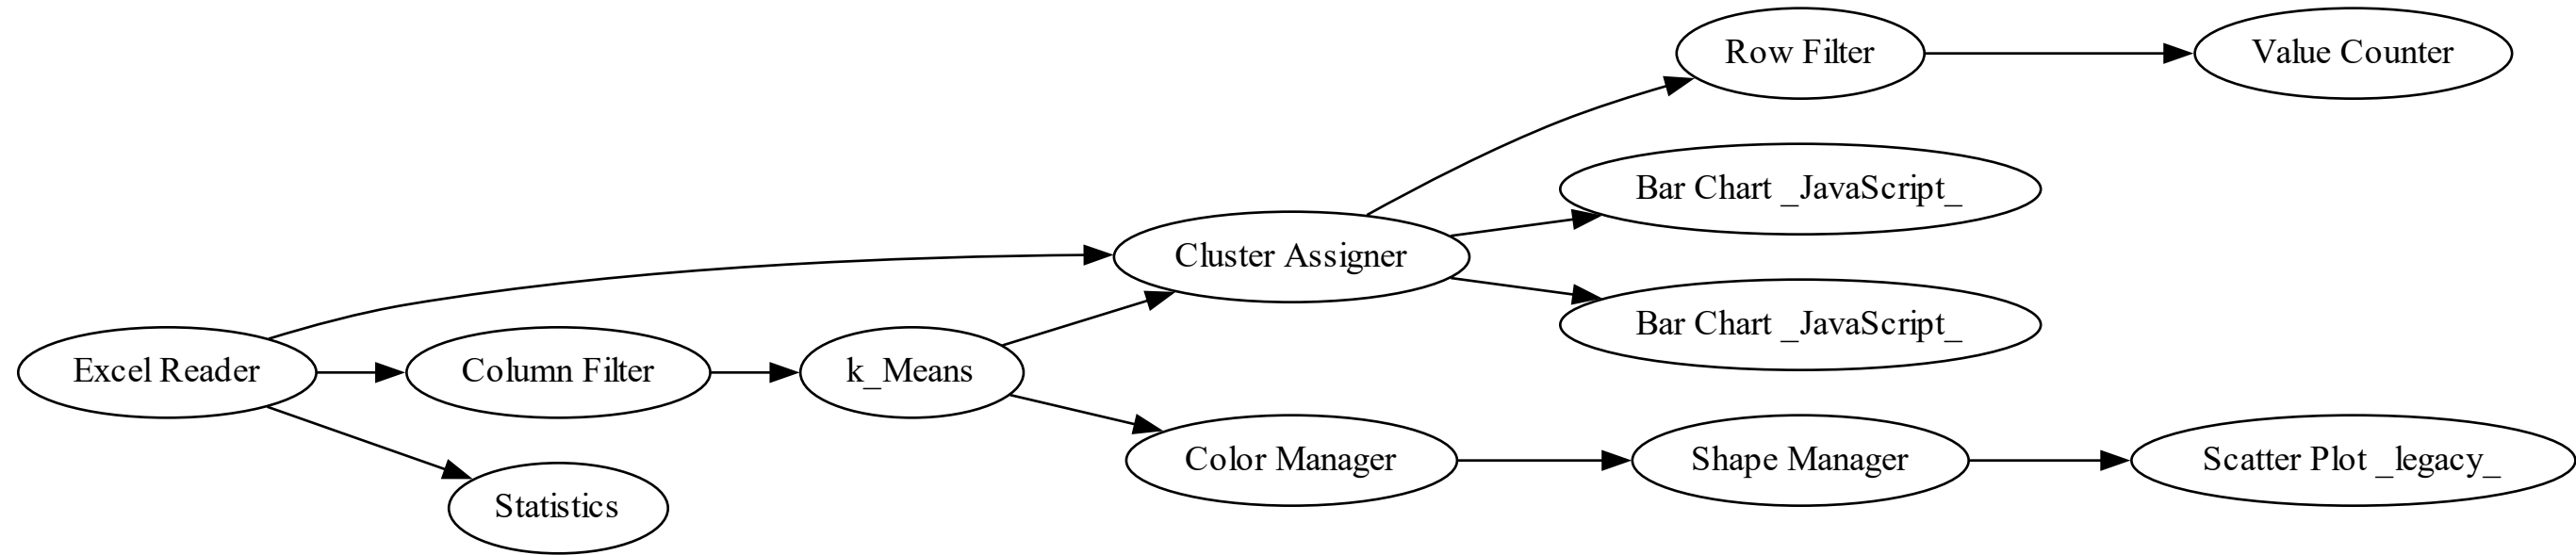 Row Filter
Value Counter
Bar Chart _JavaScript_
Cluster Assigner
Bar Chart _JavaScript_
Excel Reader
Column Filter
k_Means
Color Manager
Shape Manager
Scatter Plot _legacy_
Statistics